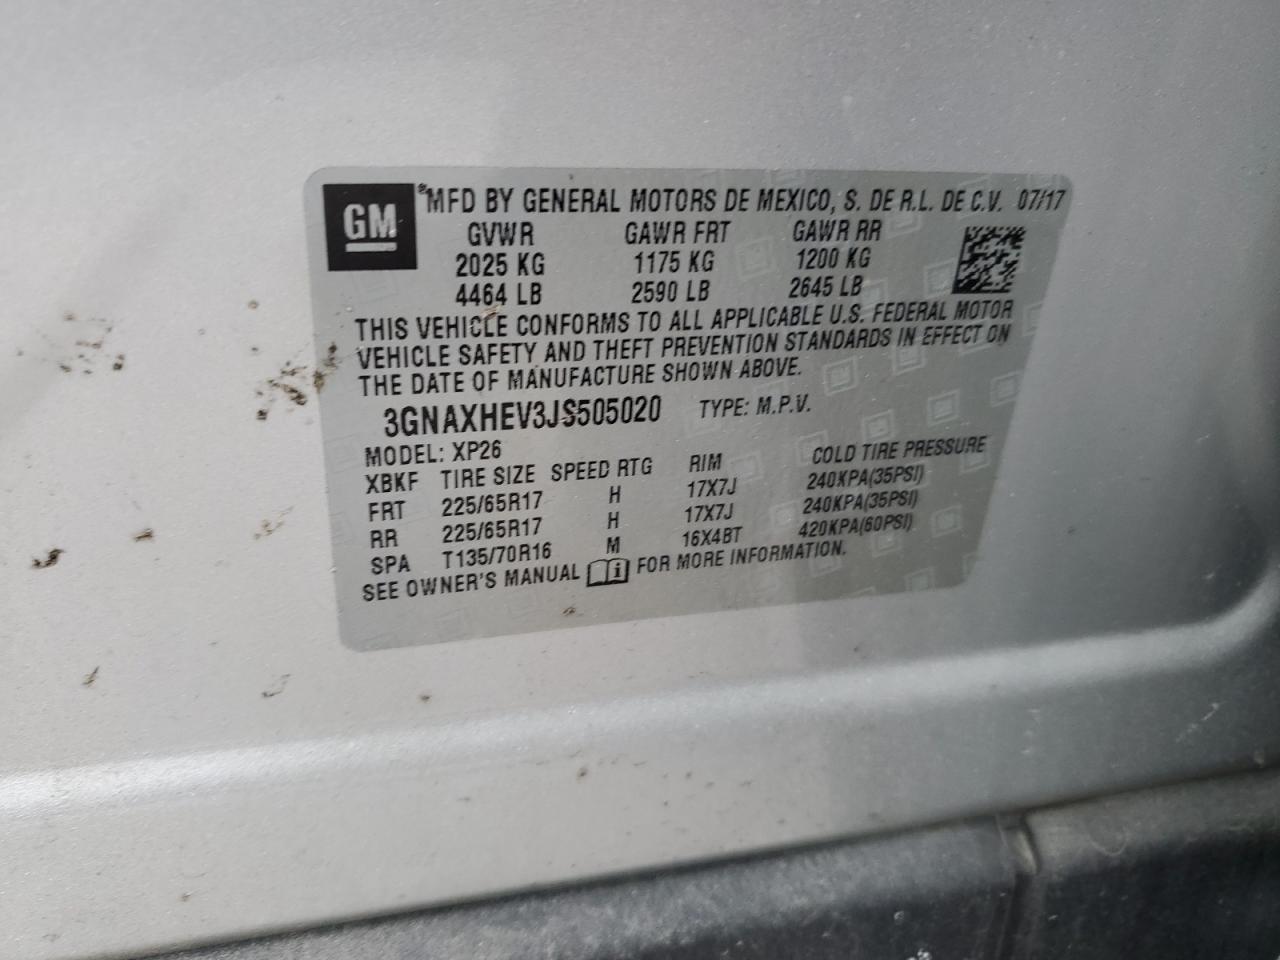 GM
®MFD BY GENERAL MOTORS DE MEXICO, S. DE R.L. DE C.V. 07/17
GVWR GAWR FRT GAWR RR
2025 KG 1175 KG 1200 KG
4464 LB 2590 LB 2645 LB
THIS VEHICLE CONFORMS TO ALL APPLICABLE U.S. FEDERAL MOTOR
VEHICLE SAFETY AND THEFT PREVENTION STANDARDS IN EFFECT ON
THE DATE OF MANUFACTURE SHOWN ABOVE.
3GNAXHEV3JS505020 TYPE: M.P.V.
MODEL: XP26
XBKF TIRE SIZE SPEED RTG RIM COLD TIRE PRESSURE
FRT 225/65R17 H 17X7J 240KPA(35PSI)
RR 225/65R17 H 17X7J 240KPA(35PSI)
SPA T135/70R16 M 16X4BT 420KPA(60PSI)
SEE OWNER'S MANUAL i FOR MORE INFORMATION.